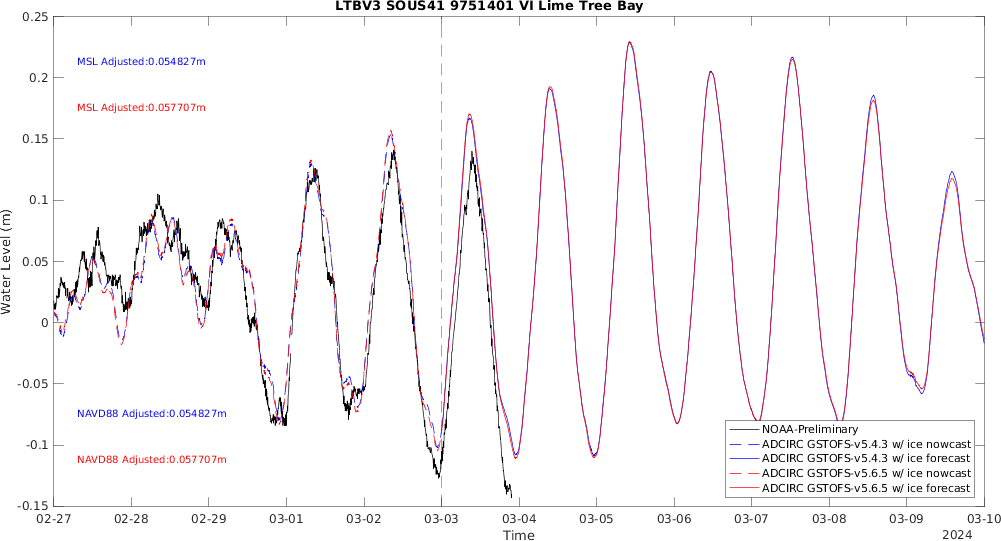 LTBV3 SOUS41 9751401 VI Lime Tree Bay
0.25
0.2
0.15
0.1
0.05
0
-0.05
-0.1
-0.15
Water Level (m)
MSL Adjusted:0.054827m
MSL Adjusted:0.057707m
NAVD88 Adjusted:0.054827m
NAVD88 Adjusted:0.057707m
NOAA-Preliminary
ADCIRC GSTOFS-v5.4.3 w/ ice nowcast
ADCIRC GSTOFS-v5.4.3 w/ ice forecast
ADCIRC GSTOFS-v5.6.5 w/ ice nowcast
ADCIRC GSTOFS-v5.6.5 w/ ice forecast
02-27 02-28 02-29 03-01 03-02 03-03 03-04 03-05 03-06 03-07 03-08 03-09 03-10
Time
2024